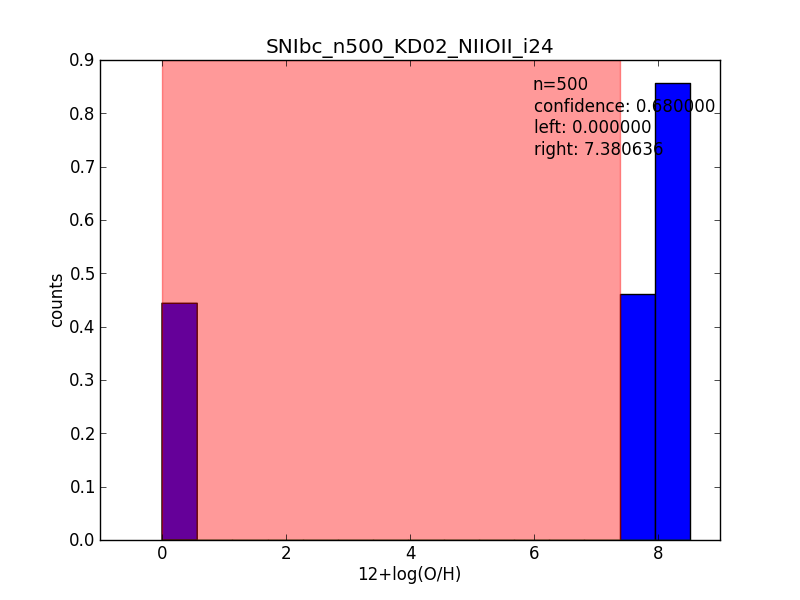 SNIbc_n500_KD02_NIIOII_i24
n=500
confidence: 0.680000
left: 0.000000
right: 7.380636
counts
0.9
0.8
0.7
0.6
0.5
0.4
0.3
0.2
0.1
0.0
0 2 4 6 8
12+log(O/H)